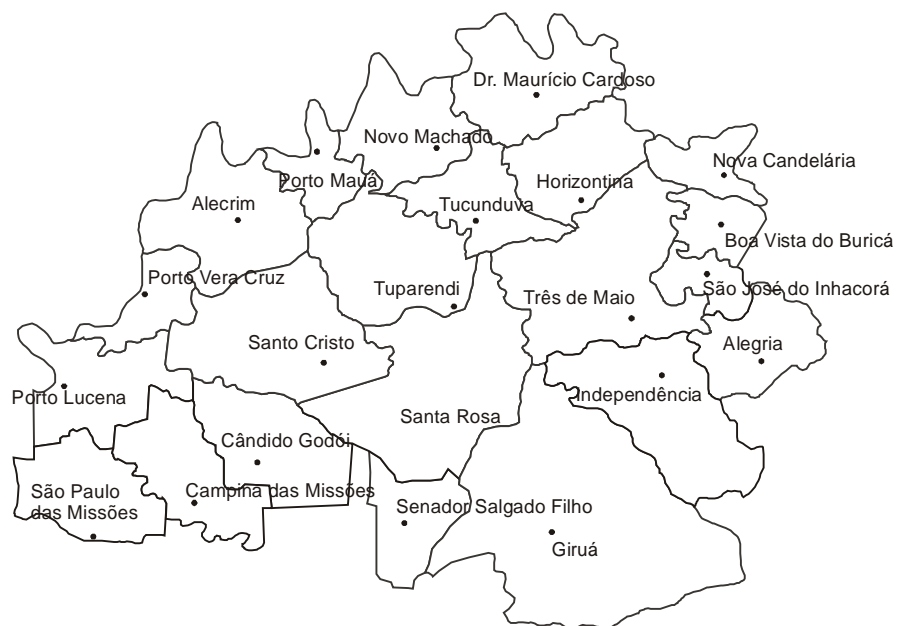 Dr. Maurício Cardoso
Novo Machado
Nova Candelária
Porto Mauá
Horizontina
Alecrim
Tucunduva
Boa Vista do Buricá
Porto Vera Cruz
Tuparendi
São José do Inhacorá
Três de Maio
Santo Cristo
Alegria
Porto Lucena
Independência
Santa Rosa
Cândido Godói
São Paulo
das Missões
Campina das Missões
Senador Salgado Filho
Giruá